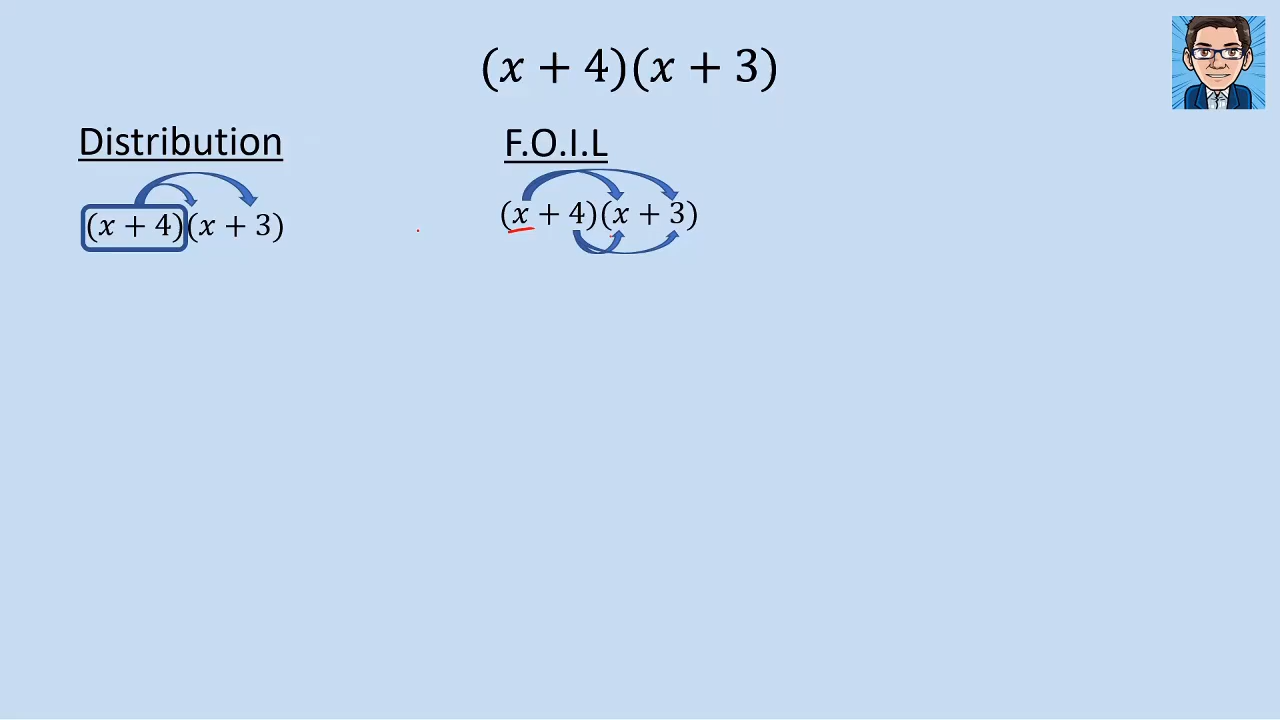 (x + 4)(x + 3)
Distribution
(x + 4)(x + 3)
F.O.I.L
(x + 4)(x + 3)